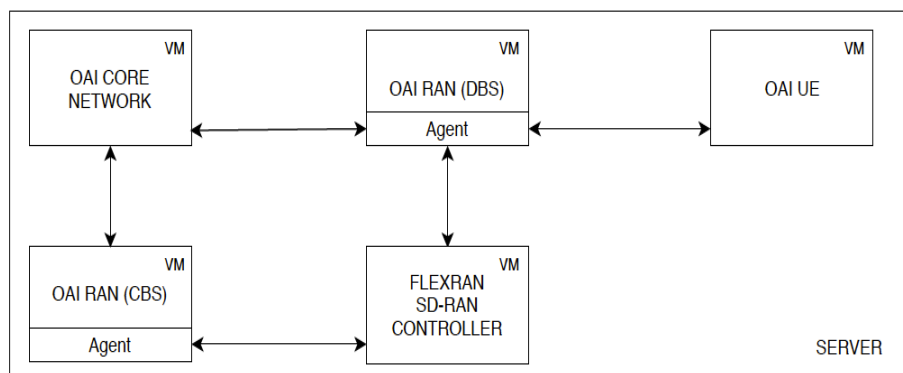 VM
OAI CORE
NETWORK
VM
OAI RAN (DBS)
Agent
VM
OAI UE
VM
OAI RAN (CBS)
Agent
VM
FLEXRAN
SD-RAN
CONTROLLER
SERVER